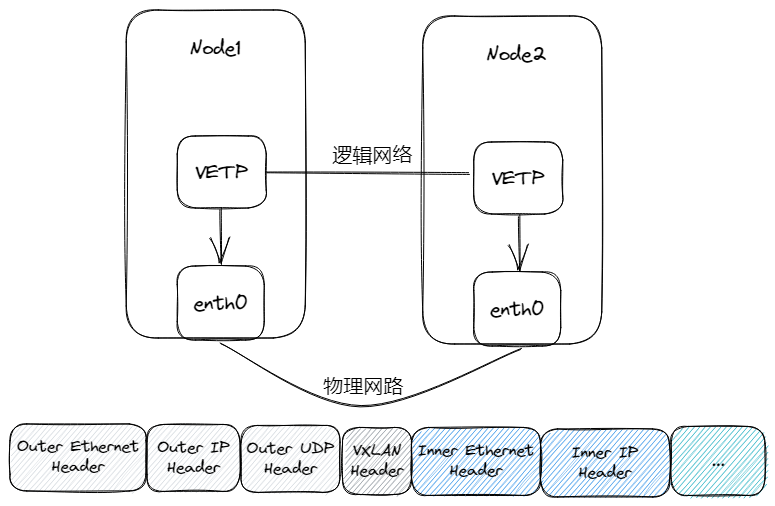 Node1
Node2
逻辑网络
VETP
VETP
enth0
enth0
物理网路
Outer Ethernet
Header
Outer IP
Header
Outer UDP
Header
VXLAN
Header
Inner Ethernet
Header
Inner IP
Header
...